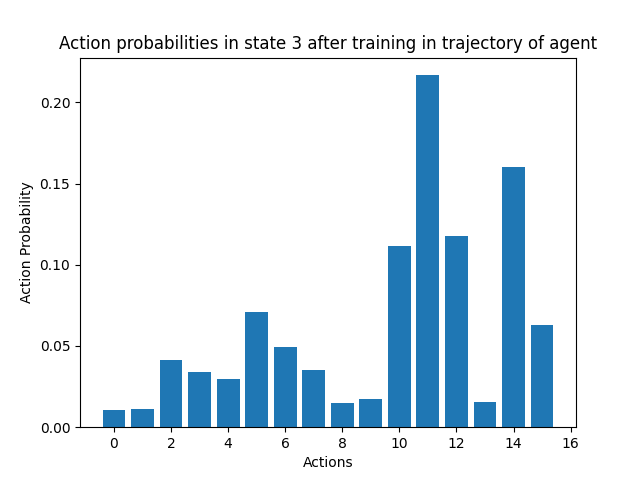 Action probabilities in state 3 after training in trajectory of agent
Action Probability
0.20
0.15
0.10
0.05
0.00
0 2 4 6 8 10 12 14 16
Actions